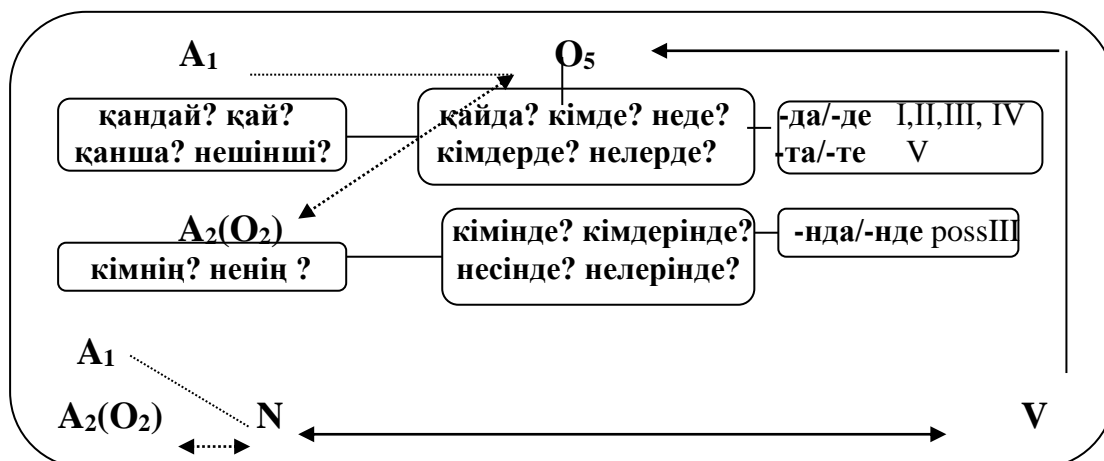 A₁ O₅
қандай? қай? қайда? кімде? неде? -да/-де I,II,III, IV
қанша? нешінші? кімдерде? нелерде? -та/-те V
A₂(O₂) кімінде? кімдерінде? -нда/-нде possIII
кімнің? ненің ? несінде? нелерінде?
A₁
A₂(O₂) N V